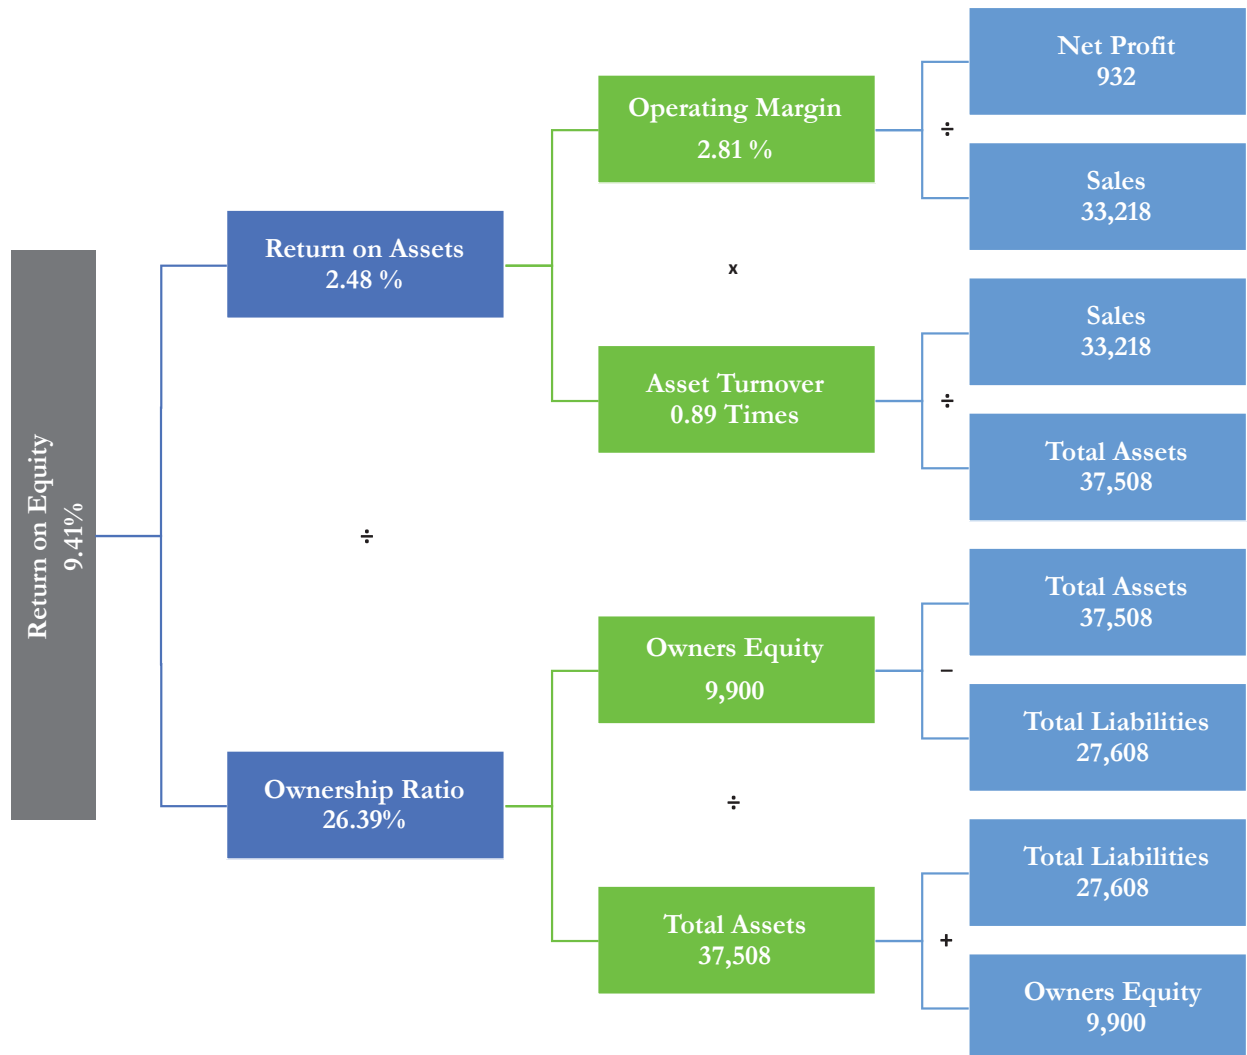 Return on Equity
9.41%
Return on Assets
2.48 %
÷
Ownership Ratio
26.39%
Operating Margin
2.81 %
x
Asset Turnover
0.89 Times
Owners Equity
9,900
÷
Total Assets
37,508
Net Profit
932
÷
Sales
33,218
Sales
33,218
÷
Total Assets
37,508
Total Assets
37,508
–
Total Liabilities
27,608
Total Liabilities
27,608
+
Owners Equity
9,900